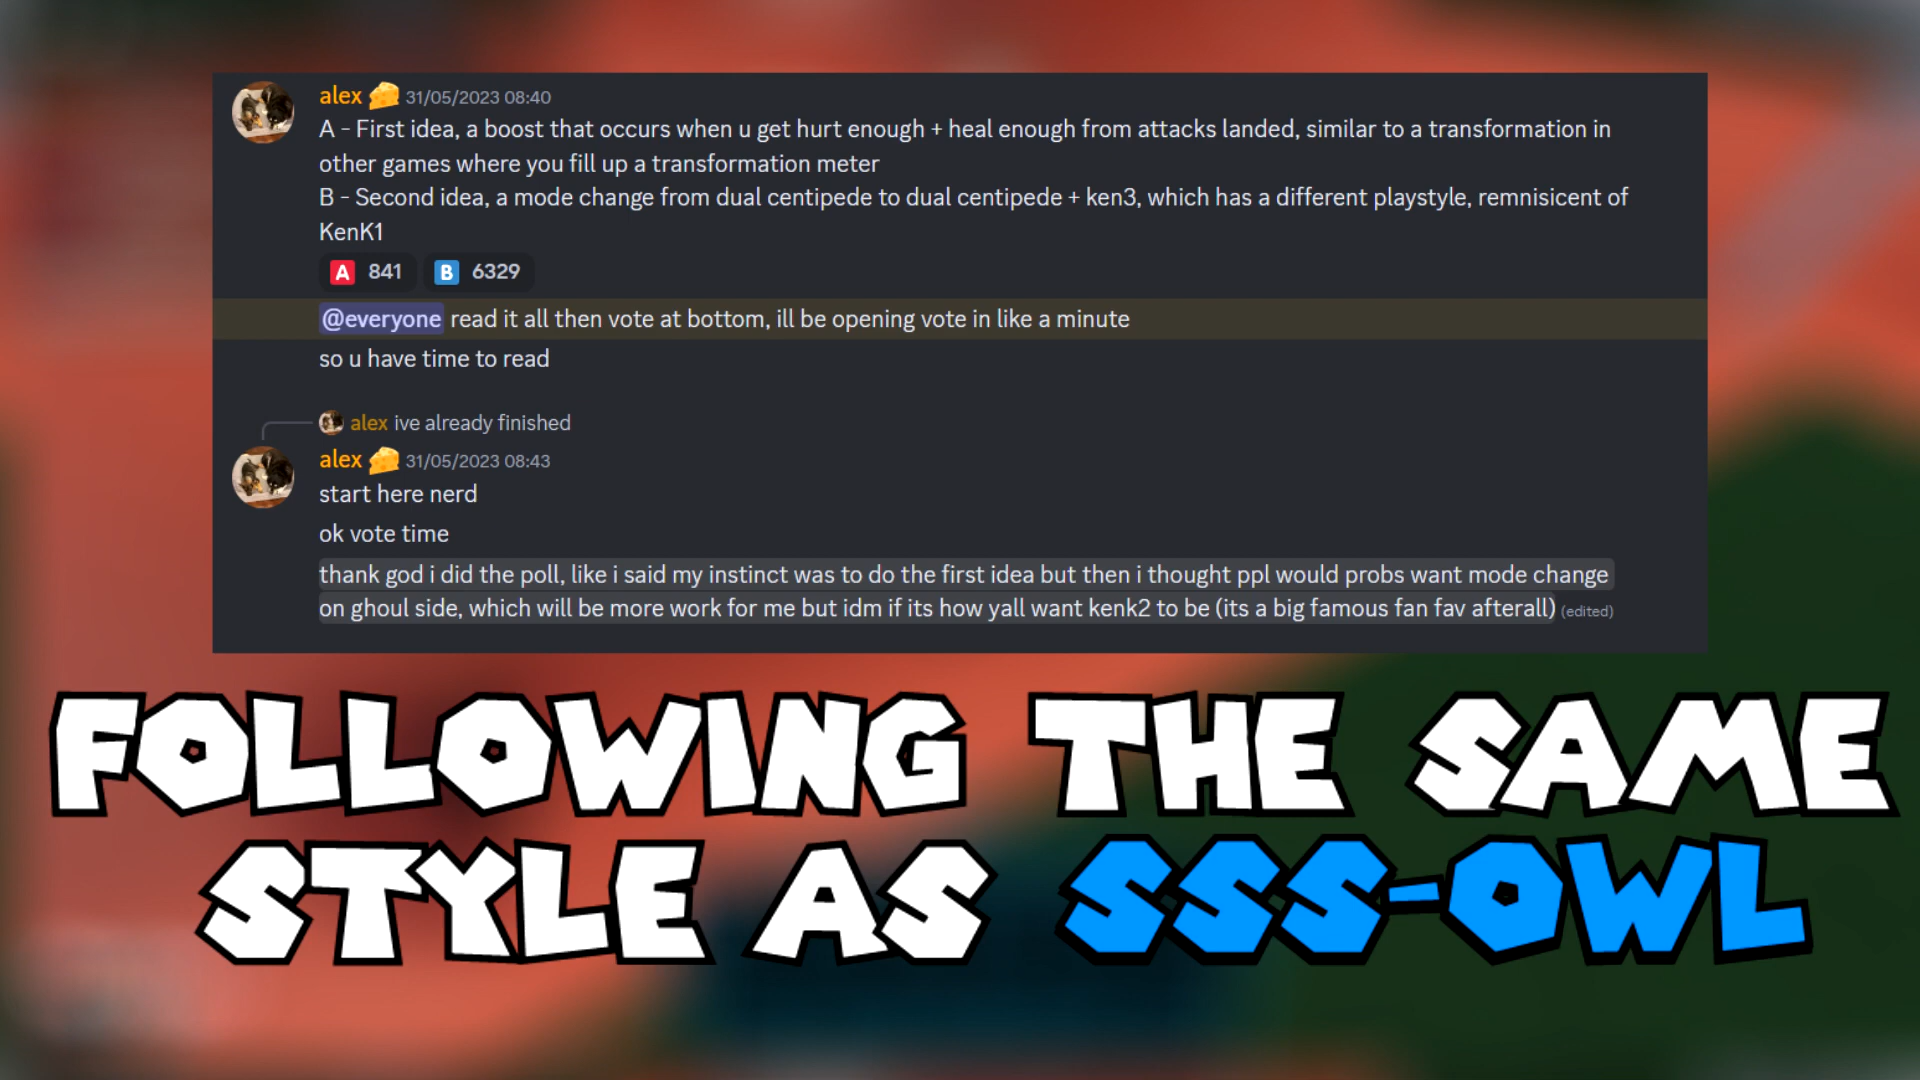 alex 31/05/2023 08:40
A - First idea, a boost that occurs when u get hurt enough + heal enough from attacks landed, similar to a transformation in
other games where you fill up a transformation meter
B - Second idea, a mode change from dual centipede to dual centipede + ken3, which has a different playstyle, remnisicent of
KenK1
A 841 B 6329
@everyone read it all then vote at bottom, ill be opening vote in like a minute
so u have time to read
alex ive already finished
alex 31/05/2023 08:43
start here nerd
ok vote time
thank god i did the poll, like i said my instinct was to do the first idea but then i thought ppl would probs want mode change
on ghoul side, which will be more work for me but idm if its how yall want kenk2 to be (its a big famous fan fav afterall) (edited)
FOLLOWING THE SAME
STYLE AS SSS-OWL